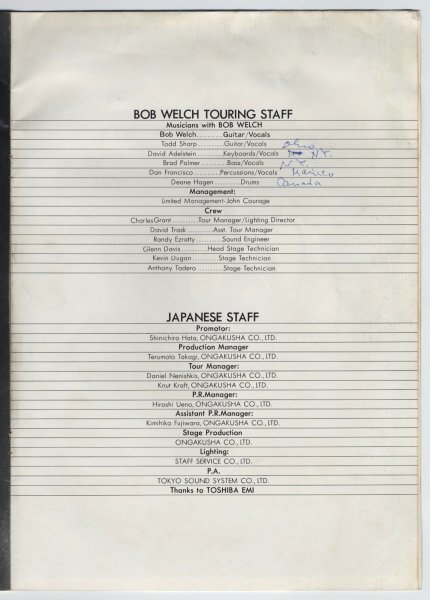 BOB WELCH TOURING STAFF
Musicians with BOB WELCH
Bob Welch..........Guitar/Vocals
Todd Sharp..........Guitar/Vocals Ohio
David Adelstein..........Keyboards/Vocals N.Y.
Brad Palmer..........Bass/Vocals N.Y.
Don Francisco..........Percussions/Vocals Mexico
Deane Hagen..........Drums Canada
Management:
Limited Management-John Courage
Crew
Charles Grant..........Tour Manager/Lighting Director
David Trask..........Asst. Tour Manager
Randy Ezratty..........Sound Engineer
Glenn Davis..........Head Stage Technician
Kevin Dugan..........Stage Technician
Anthony Todero..........Stage Technician
JAPANESE STAFF
Promotor:
Shinichiro Hata, ONGAKUSHA CO., LTD.
Production Manager
Terumoto Takagi, ONGAKUSHA CO., LTD.
Tour Manager:
Daniel Nenishkis, ONGAKUSHA CO., LTD.
Knut Kraft, ONGAKUSHA CO., LTD.
P.R.Manager:
Hirashi Ueno, ONGAKUSHA CO., LTD.
Assistant P.R.Manager:
Kimihiko Fujiwara, ONGAKUSHA CO., LTD.
Stage Production
ONGAKUSHA CO., LTD.
Lighting:
STAFF SERVICE CO., LTD.
P.A.
TOKYO SOUND SYSTEM CO., LTD.
Thanks to TOSHIBA EMI